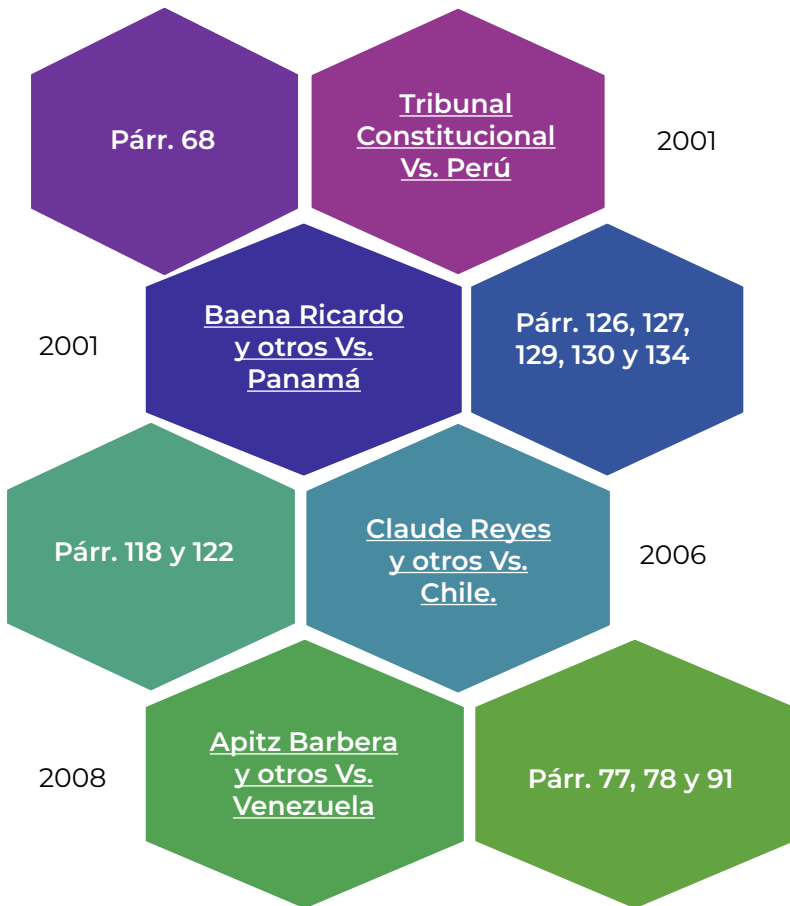 Párr. 68
Tribunal
Constitucional
Vs. Perú
2001
2001
Baena Ricardo
y otros Vs.
Panamá
Párr. 126, 127,
129, 130 y 134
Párr. 118 y 122
Claude Reyes
y otros Vs.
Chile.
2006
2008
Apitz Barbera
y otros Vs.
Venezuela
Párr. 77, 78 y 91